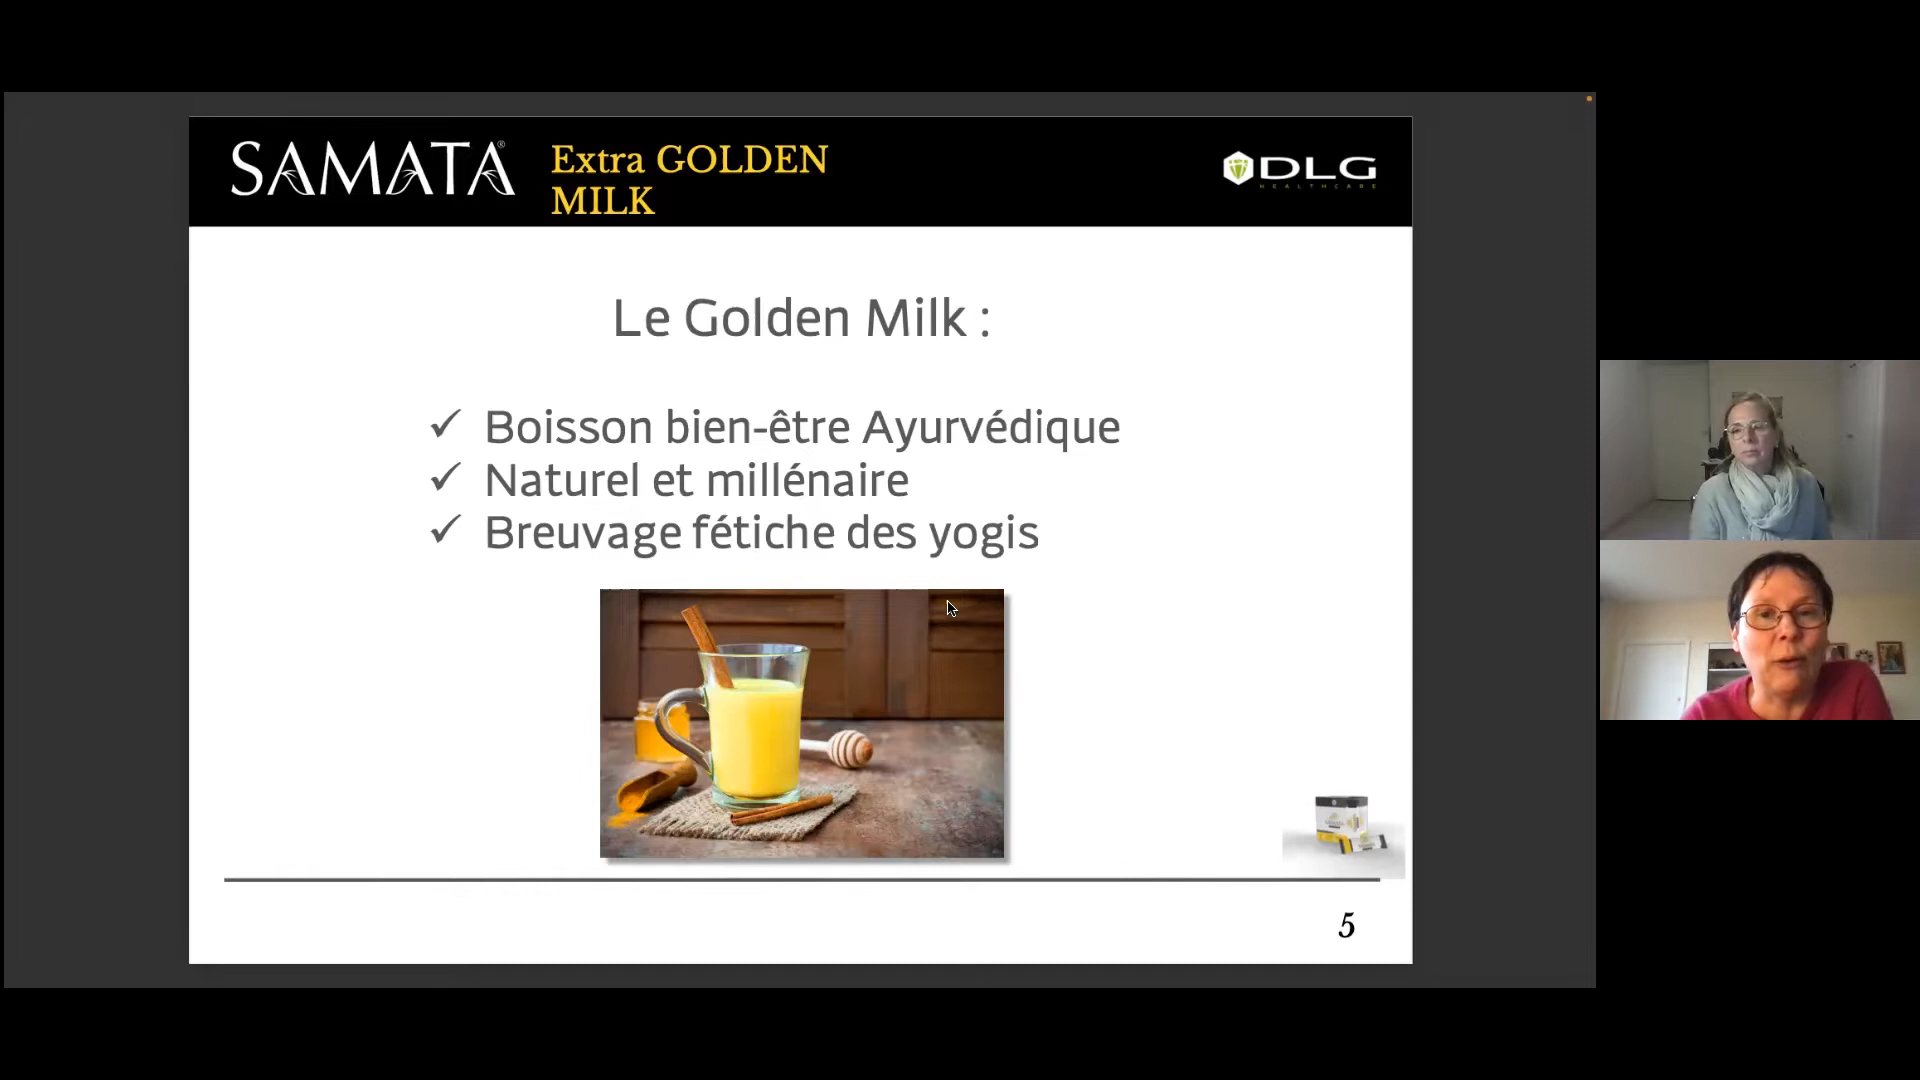 SAMATA®
Extra GOLDEN
MILK
DLG
HEALTHCARE
Le Golden Milk :
✓ Boisson bien-être Ayurvédique
✓ Naturel et millénaire
✓ Breuvage fétiche des yogis
5